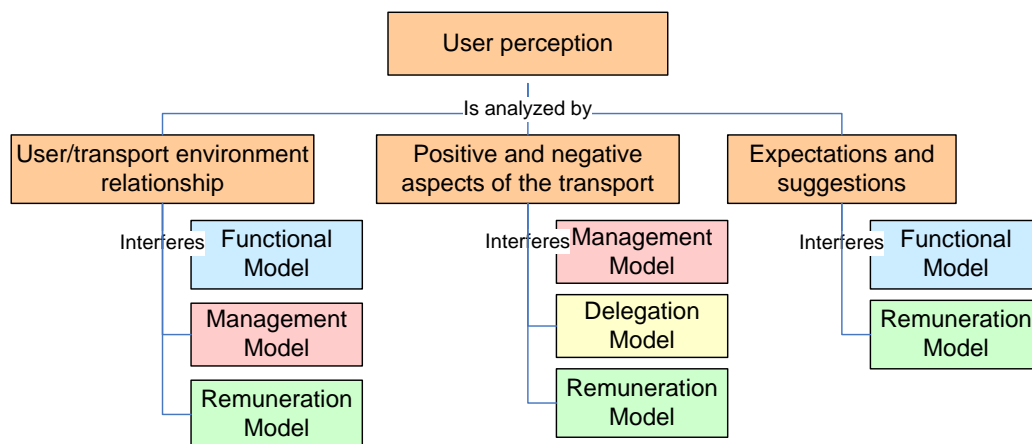 User perception
Is analyzed by
User/transport environment
relationship
Positive and negative
aspects of the transport
Expectations and
suggestions
Interferes
Functional
Model
Management
Model
Remuneration
Model
Interferes
Management
Model
Delegation
Model
Remuneration
Model
Interferes
Functional
Model
Remuneration
Model